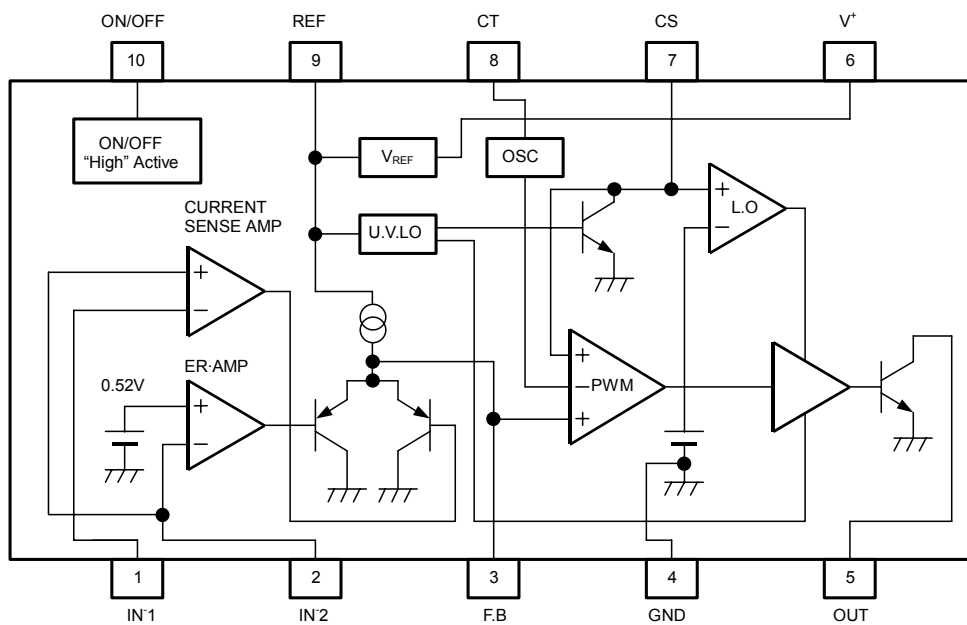 ON/OFF REF CT CS V⁺
10 9 8 7 6
ON/OFF
"High" Active
V_REF
OSC
+
L.O
−
CURRENT
SENSE AMP
U.V.LO
+
−
ER·AMP
0.52V
+
−
+
−PWM
+
1 2 3 4 5
IN⁻1 IN⁻2 F.B GND OUT